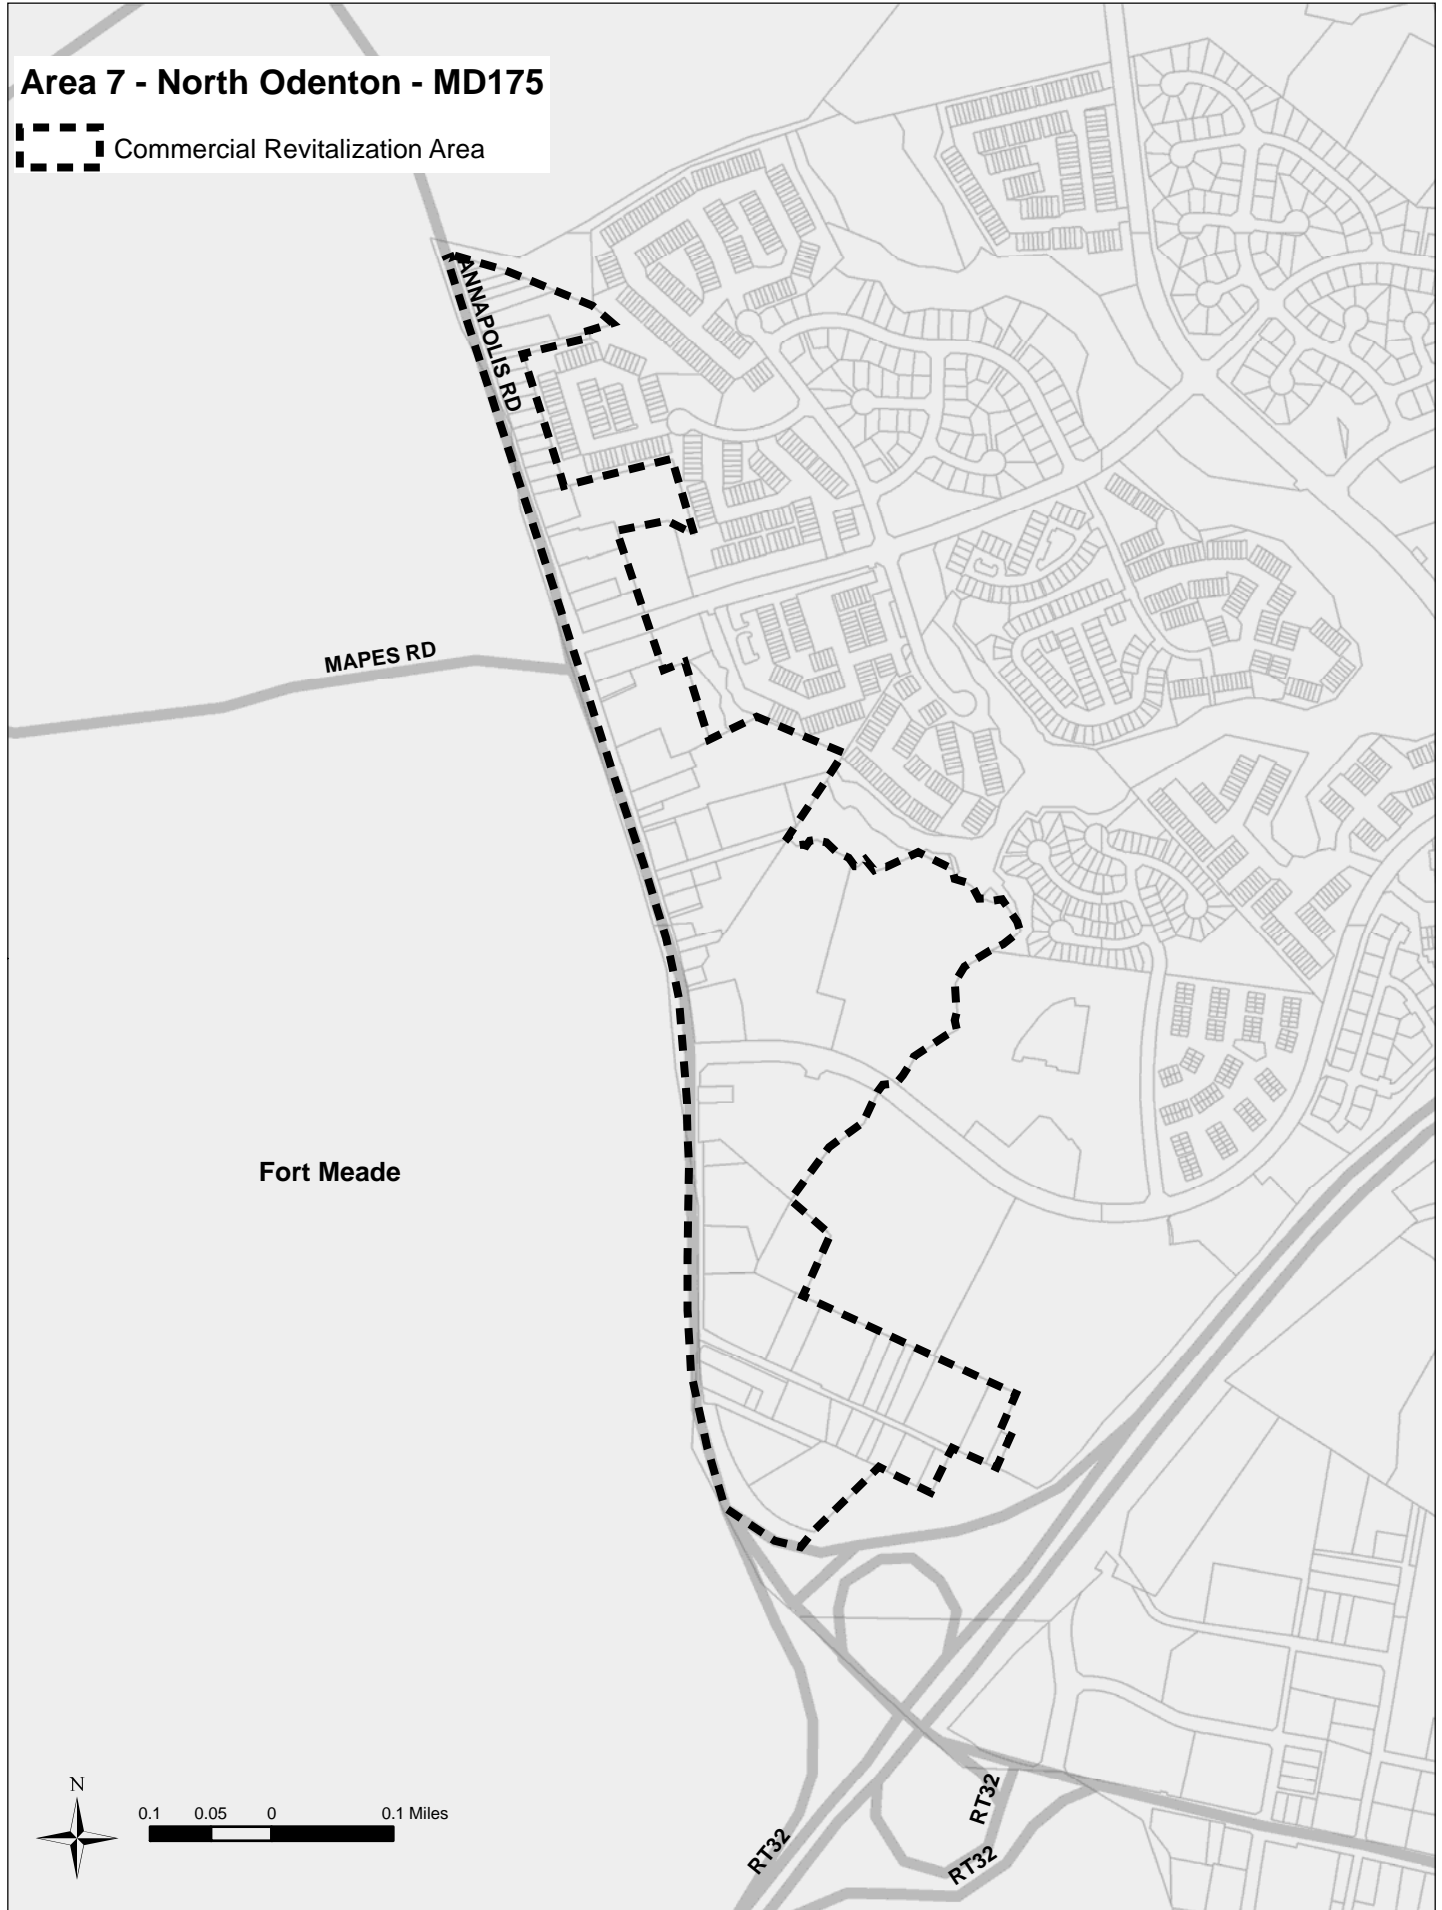 Area 7 - North Odenton - MD175
Commercial Revitalization Area
ANNAPOLIS RD
MAPES RD
Fort Meade
N
0.1 0.05 0 0.1 Miles
RT32
RT32
RT32